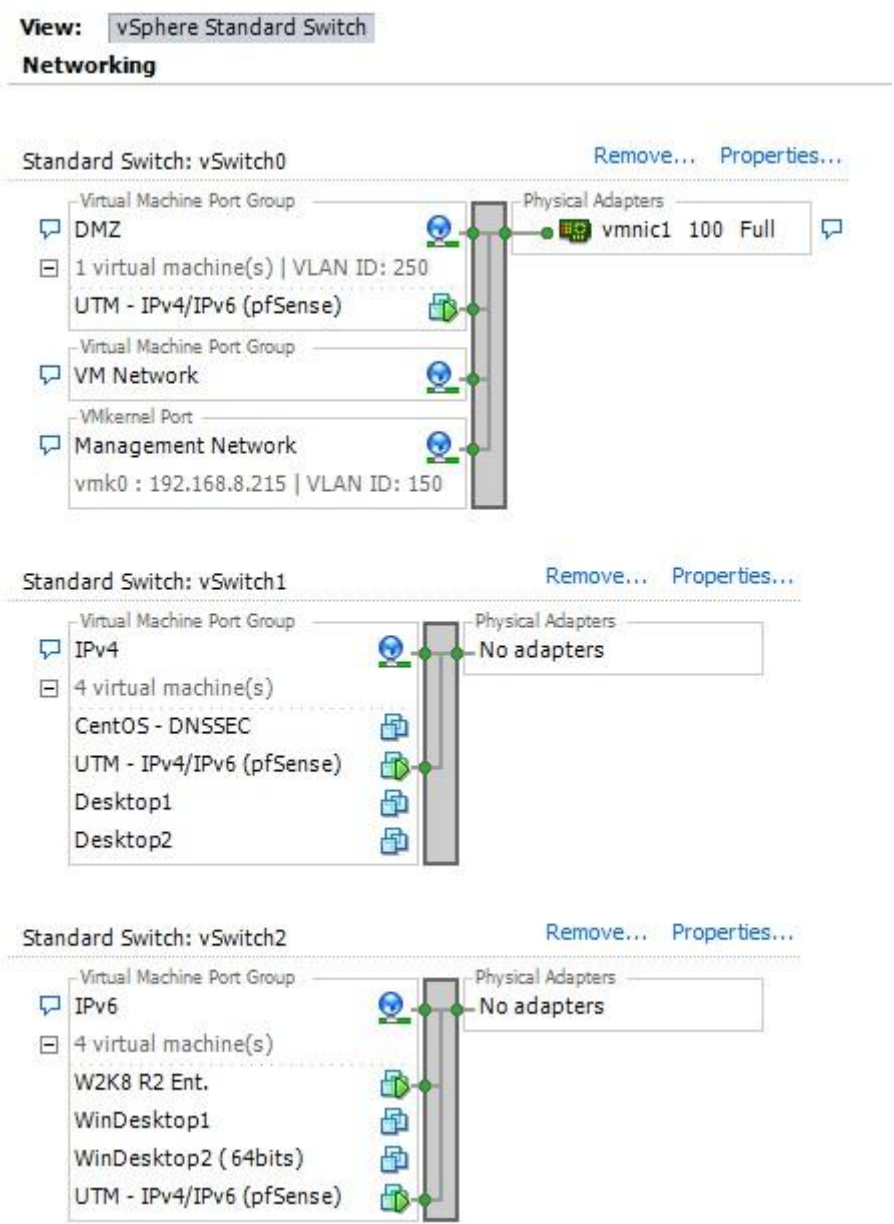 View: vSphere Standard Switch
Networking
Standard Switch: vSwitch0 Remove... Properties...
Virtual Machine Port Group Physical Adapters
DMZ vmnic1 100 Full
1 virtual machine(s) | VLAN ID: 250
UTM - IPv4/IPv6 (pfSense)
Virtual Machine Port Group
VM Network
VMkernel Port
Management Network
vmk0 : 192.168.8.215 | VLAN ID: 150
Standard Switch: vSwitch1 Remove... Properties...
Virtual Machine Port Group Physical Adapters
IPv4 No adapters
4 virtual machine(s)
CentOS - DNSSEC
UTM - IPv4/IPv6 (pfSense)
Desktop1
Desktop2
Standard Switch: vSwitch2 Remove... Properties...
Virtual Machine Port Group Physical Adapters
IPv6 No adapters
4 virtual machine(s)
W2K8 R2 Ent.
WinDesktop1
WinDesktop2 ( 64bits)
UTM - IPv4/IPv6 (pfSense)